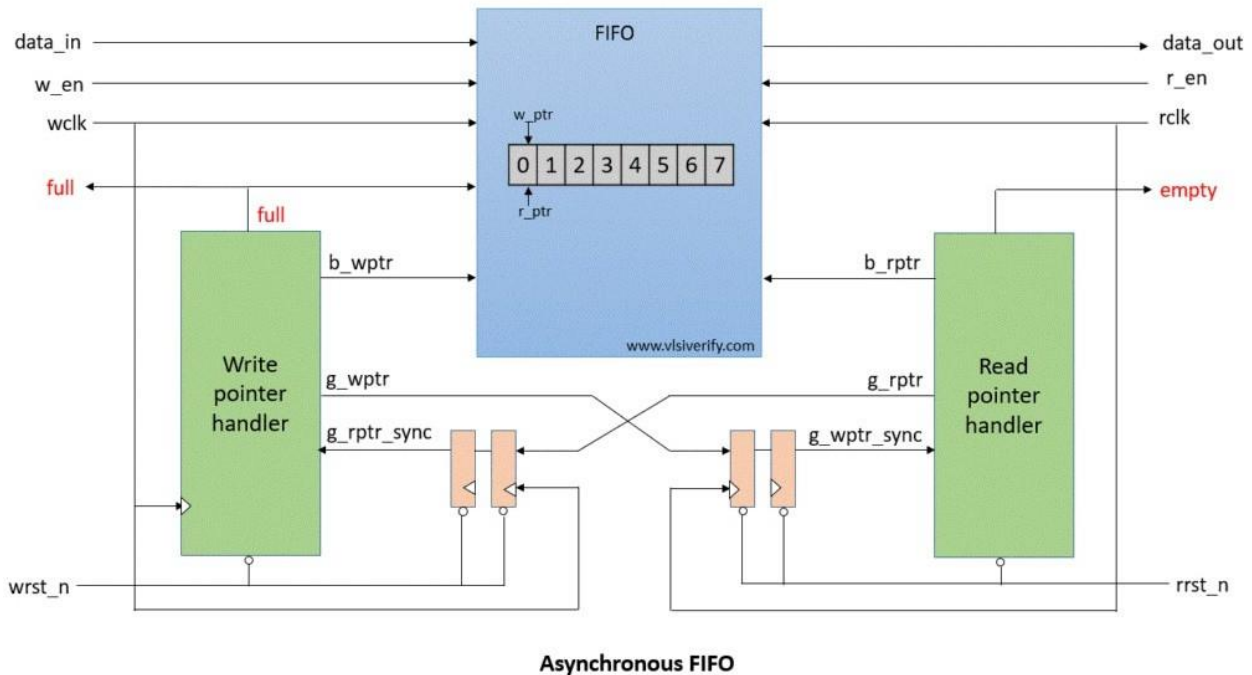 FIFO
data_in
data_out
w_en
r_en
wclk
rclk
w_ptr
0 1 2 3 4 5 6 7
r_ptr
full
full
empty
b_wptr
b_rptr
www.vlsiverify.com
Write
pointer
handler
Read
pointer
handler
g_wptr
g_rptr
g_rptr_sync
g_wptr_sync
wrst_n
rrst_n
Asynchronous FIFO